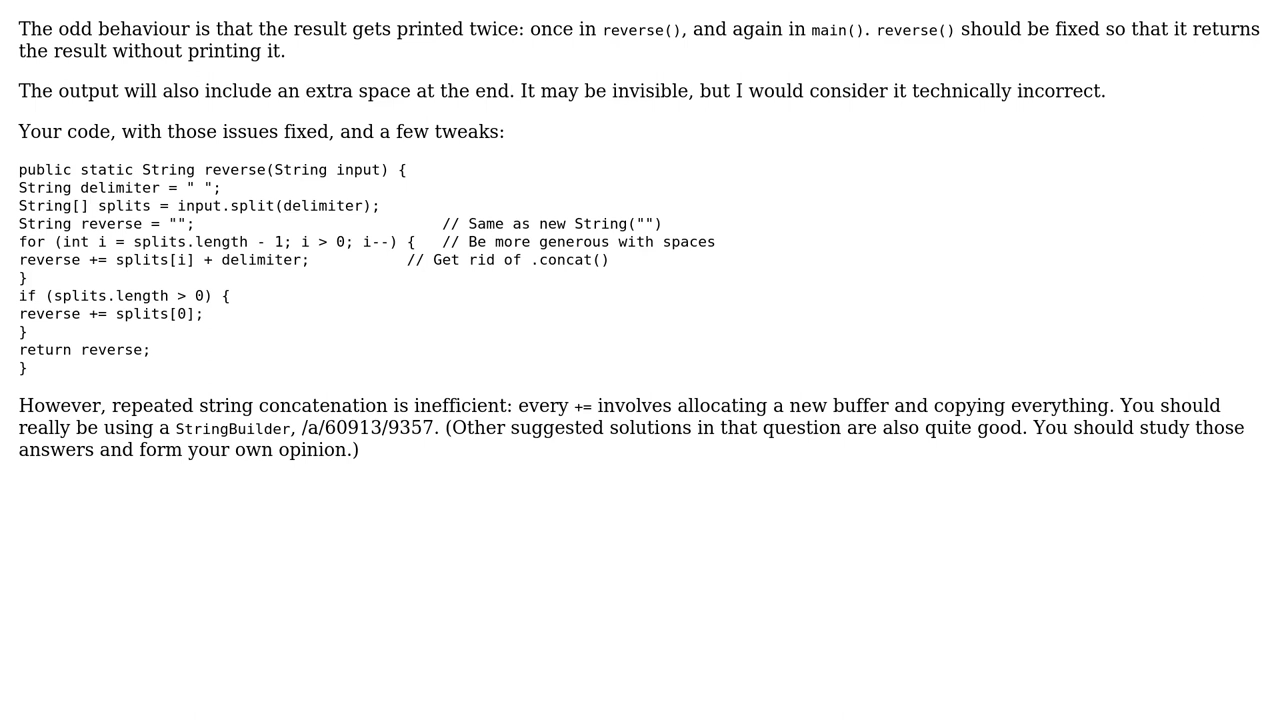 The odd behaviour is that the result gets printed twice: once in reverse(), and again in main(). reverse() should be fixed so that it returns
the result without printing it.
The output will also include an extra space at the end. It may be invisible, but I would consider it technically incorrect.
Your code, with those issues fixed, and a few tweaks:
public static String reverse(String input) {
String delimiter = " ";
String[] splits = input.split(delimiter);
String reverse = "";                            // Same as new String("")
for (int i = splits.length - 1; i > 0; i--) {   // Be more generous with spaces
reverse += splits[i] + delimiter;           // Get rid of .concat()
}
if (splits.length > 0) {
reverse += splits[0];
}
return reverse;
}
However, repeated string concatenation is inefficient: every += involves allocating a new buffer and copying everything. You should
really be using a StringBuilder, /a/60913/9357. (Other suggested solutions in that question are also quite good. You should study those
answers and form your own opinion.)